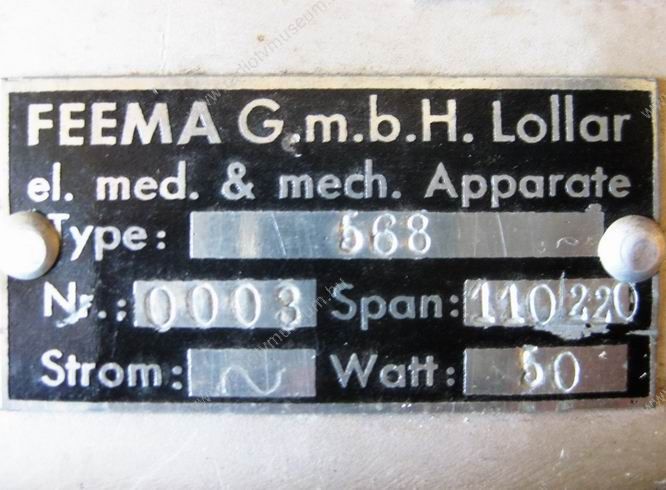 FEEMA G.m.b.H. Lollar
el. med. & mech. Apparate
Type: 568 ~
Nr.: 0003 Span: 110/220
Strom: ~ Watt: 50